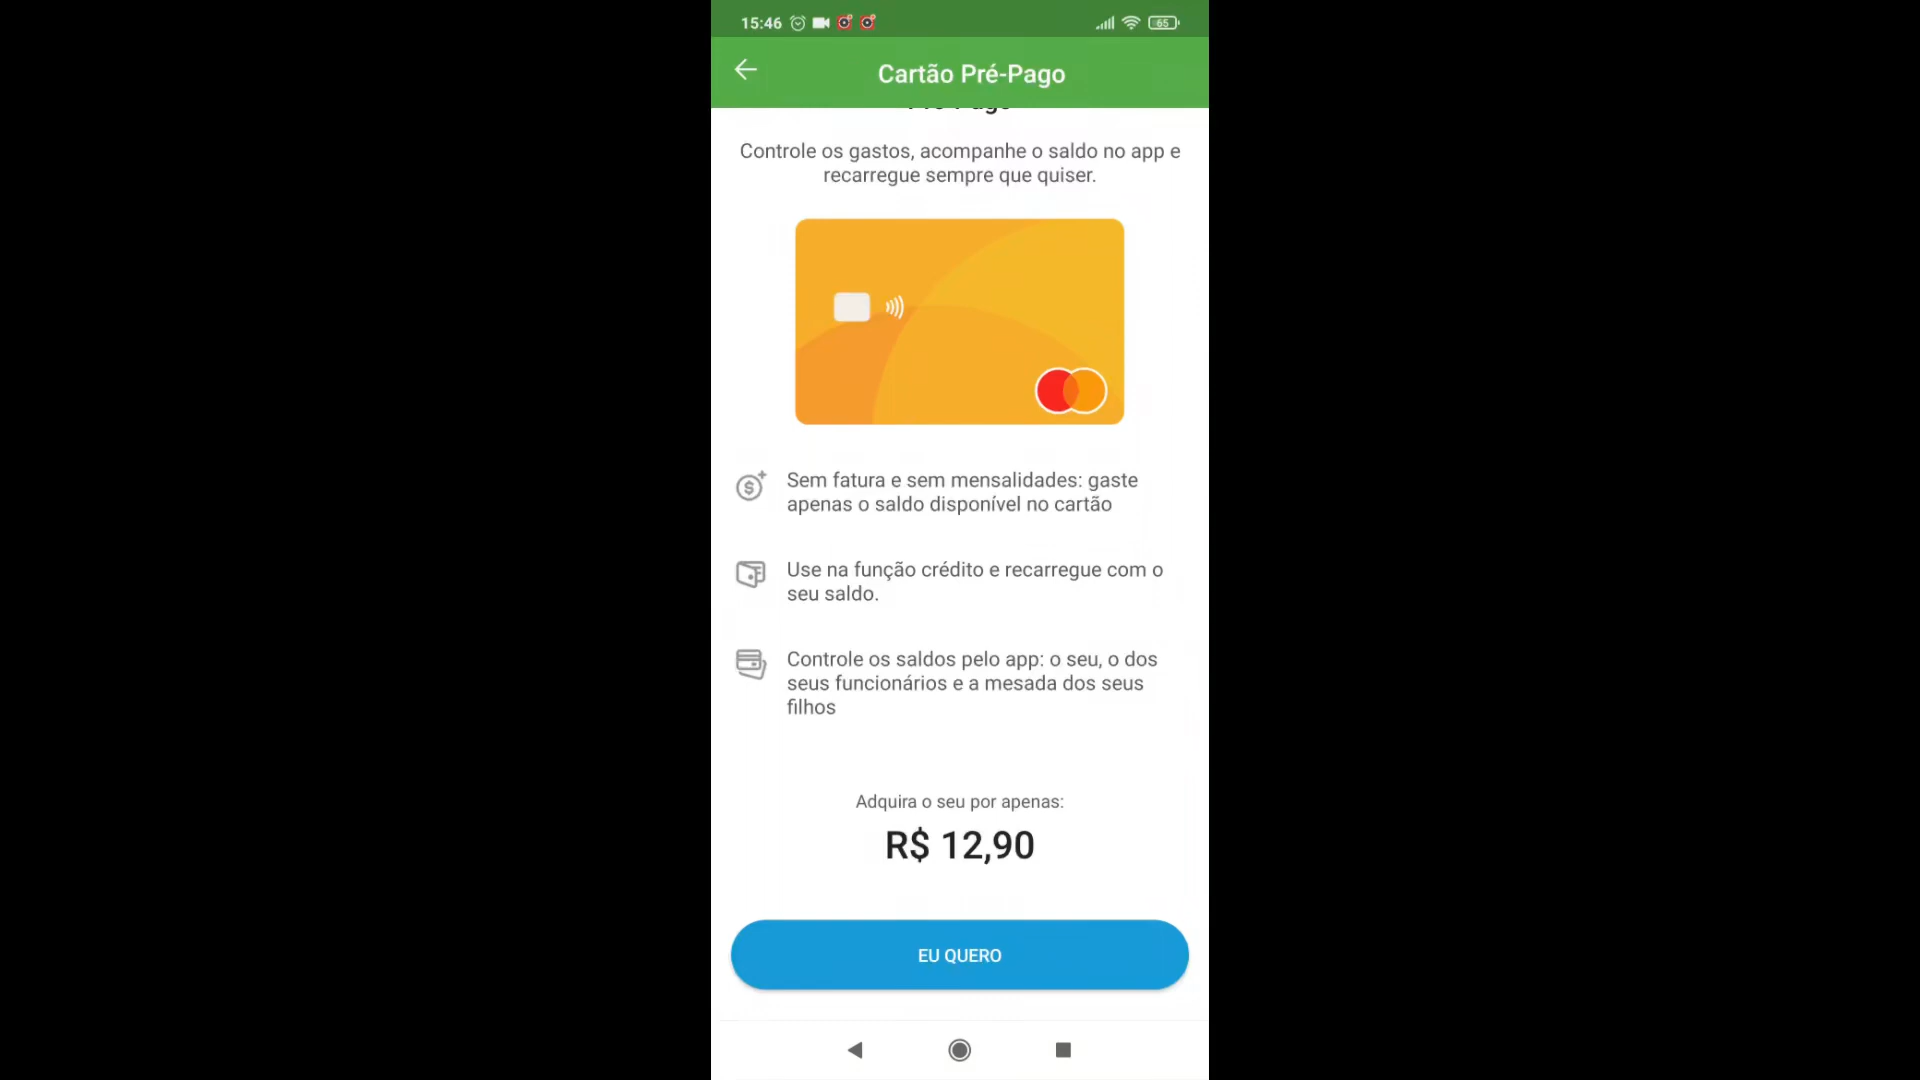 15:46
65
Cartão Pré-Pago
Controle os gastos, acompanhe o saldo no app e
recarregue sempre que quiser.
Sem fatura e sem mensalidades: gaste
apenas o saldo disponível no cartão
Use na função crédito e recarregue com o
seu saldo.
Controle os saldos pelo app: o seu, o dos
seus funcionários e a mesada dos seus
filhos
Adquira o seu por apenas:
R$ 12,90
EU QUERO